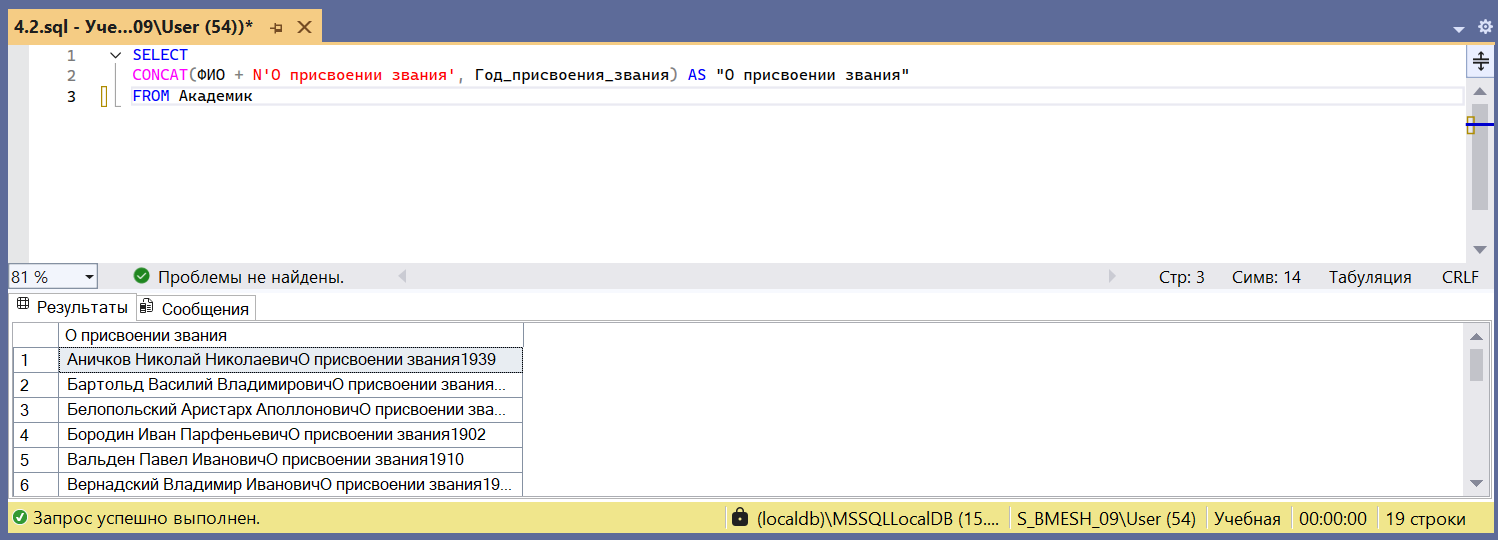 4.2.sql - Уче...09\User (54))*
1 SELECT
2 CONCAT(ФИО + N'О присвоении звания', Год_присвоения_звания) AS "О присвоении звания"
3 FROM Академик
81 % Проблемы не найдены. Стр: 3 Симв: 14 Табуляция CRLF
Результаты Сообщения
О присвоении звания
1 Аничков Николай НиколаевичО присвоении звания1939
2 Бартольд Василий ВладимировичО присвоении звания...
3 Белопольский Аристарх АполлоновичО присвоении зва...
4 Бородин Иван ПарфеньевичО присвоении звания1902
5 Вальден Павел ИвановичО присвоении звания1910
6 Вернадский Владимир ИвановичО присвоении звания19...
Запрос успешно выполнен. (localdb)\MSSQLLocalDB (15.... S_BMESH_09\User (54) Учебная 00:00:00 19 строки